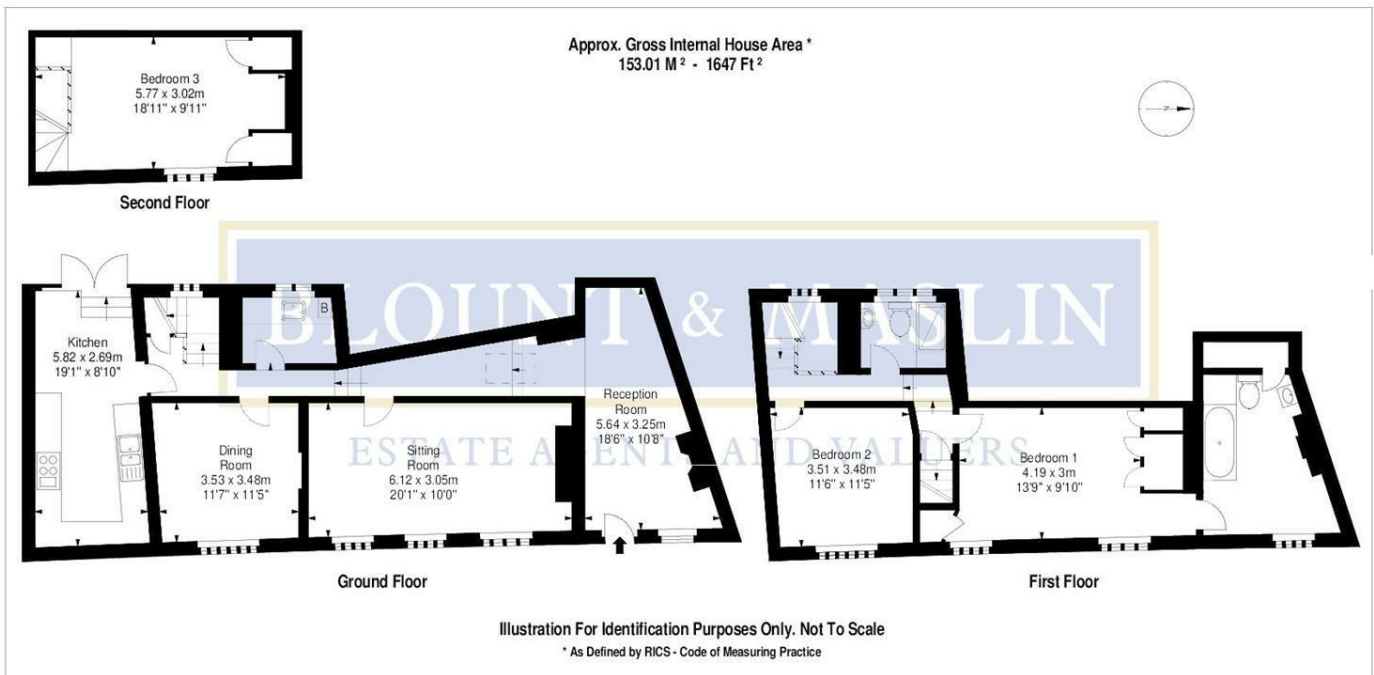 Approx. Gross Internal House Area *
153.01 M² - 1647 Ft²
N
Bedroom 3
5.77 x 3.02m
18'11" x 9'11"
Second Floor
BLOUNT & MASLIN
ESTATE AGENTS AND VALUERS
B
Kitchen
5.82 x 2.69m
19'1" x 8'10"
Dining
Room
3.53 x 3.48m
11'7" x 11'5"
Sitting
Room
6.12 x 3.05m
20'1" x 10'0"
Reception
Room
5.64 x 3.25m
18'6" x 10'8"
Ground Floor
Bedroom 2
3.51 x 3.48m
11'6" x 11'5"
Bedroom 1
4.19 x 3m
13'9" x 9'10"
First Floor
Illustration For Identification Purposes Only. Not To Scale
* As Defined by RICS - Code of Measuring Practice